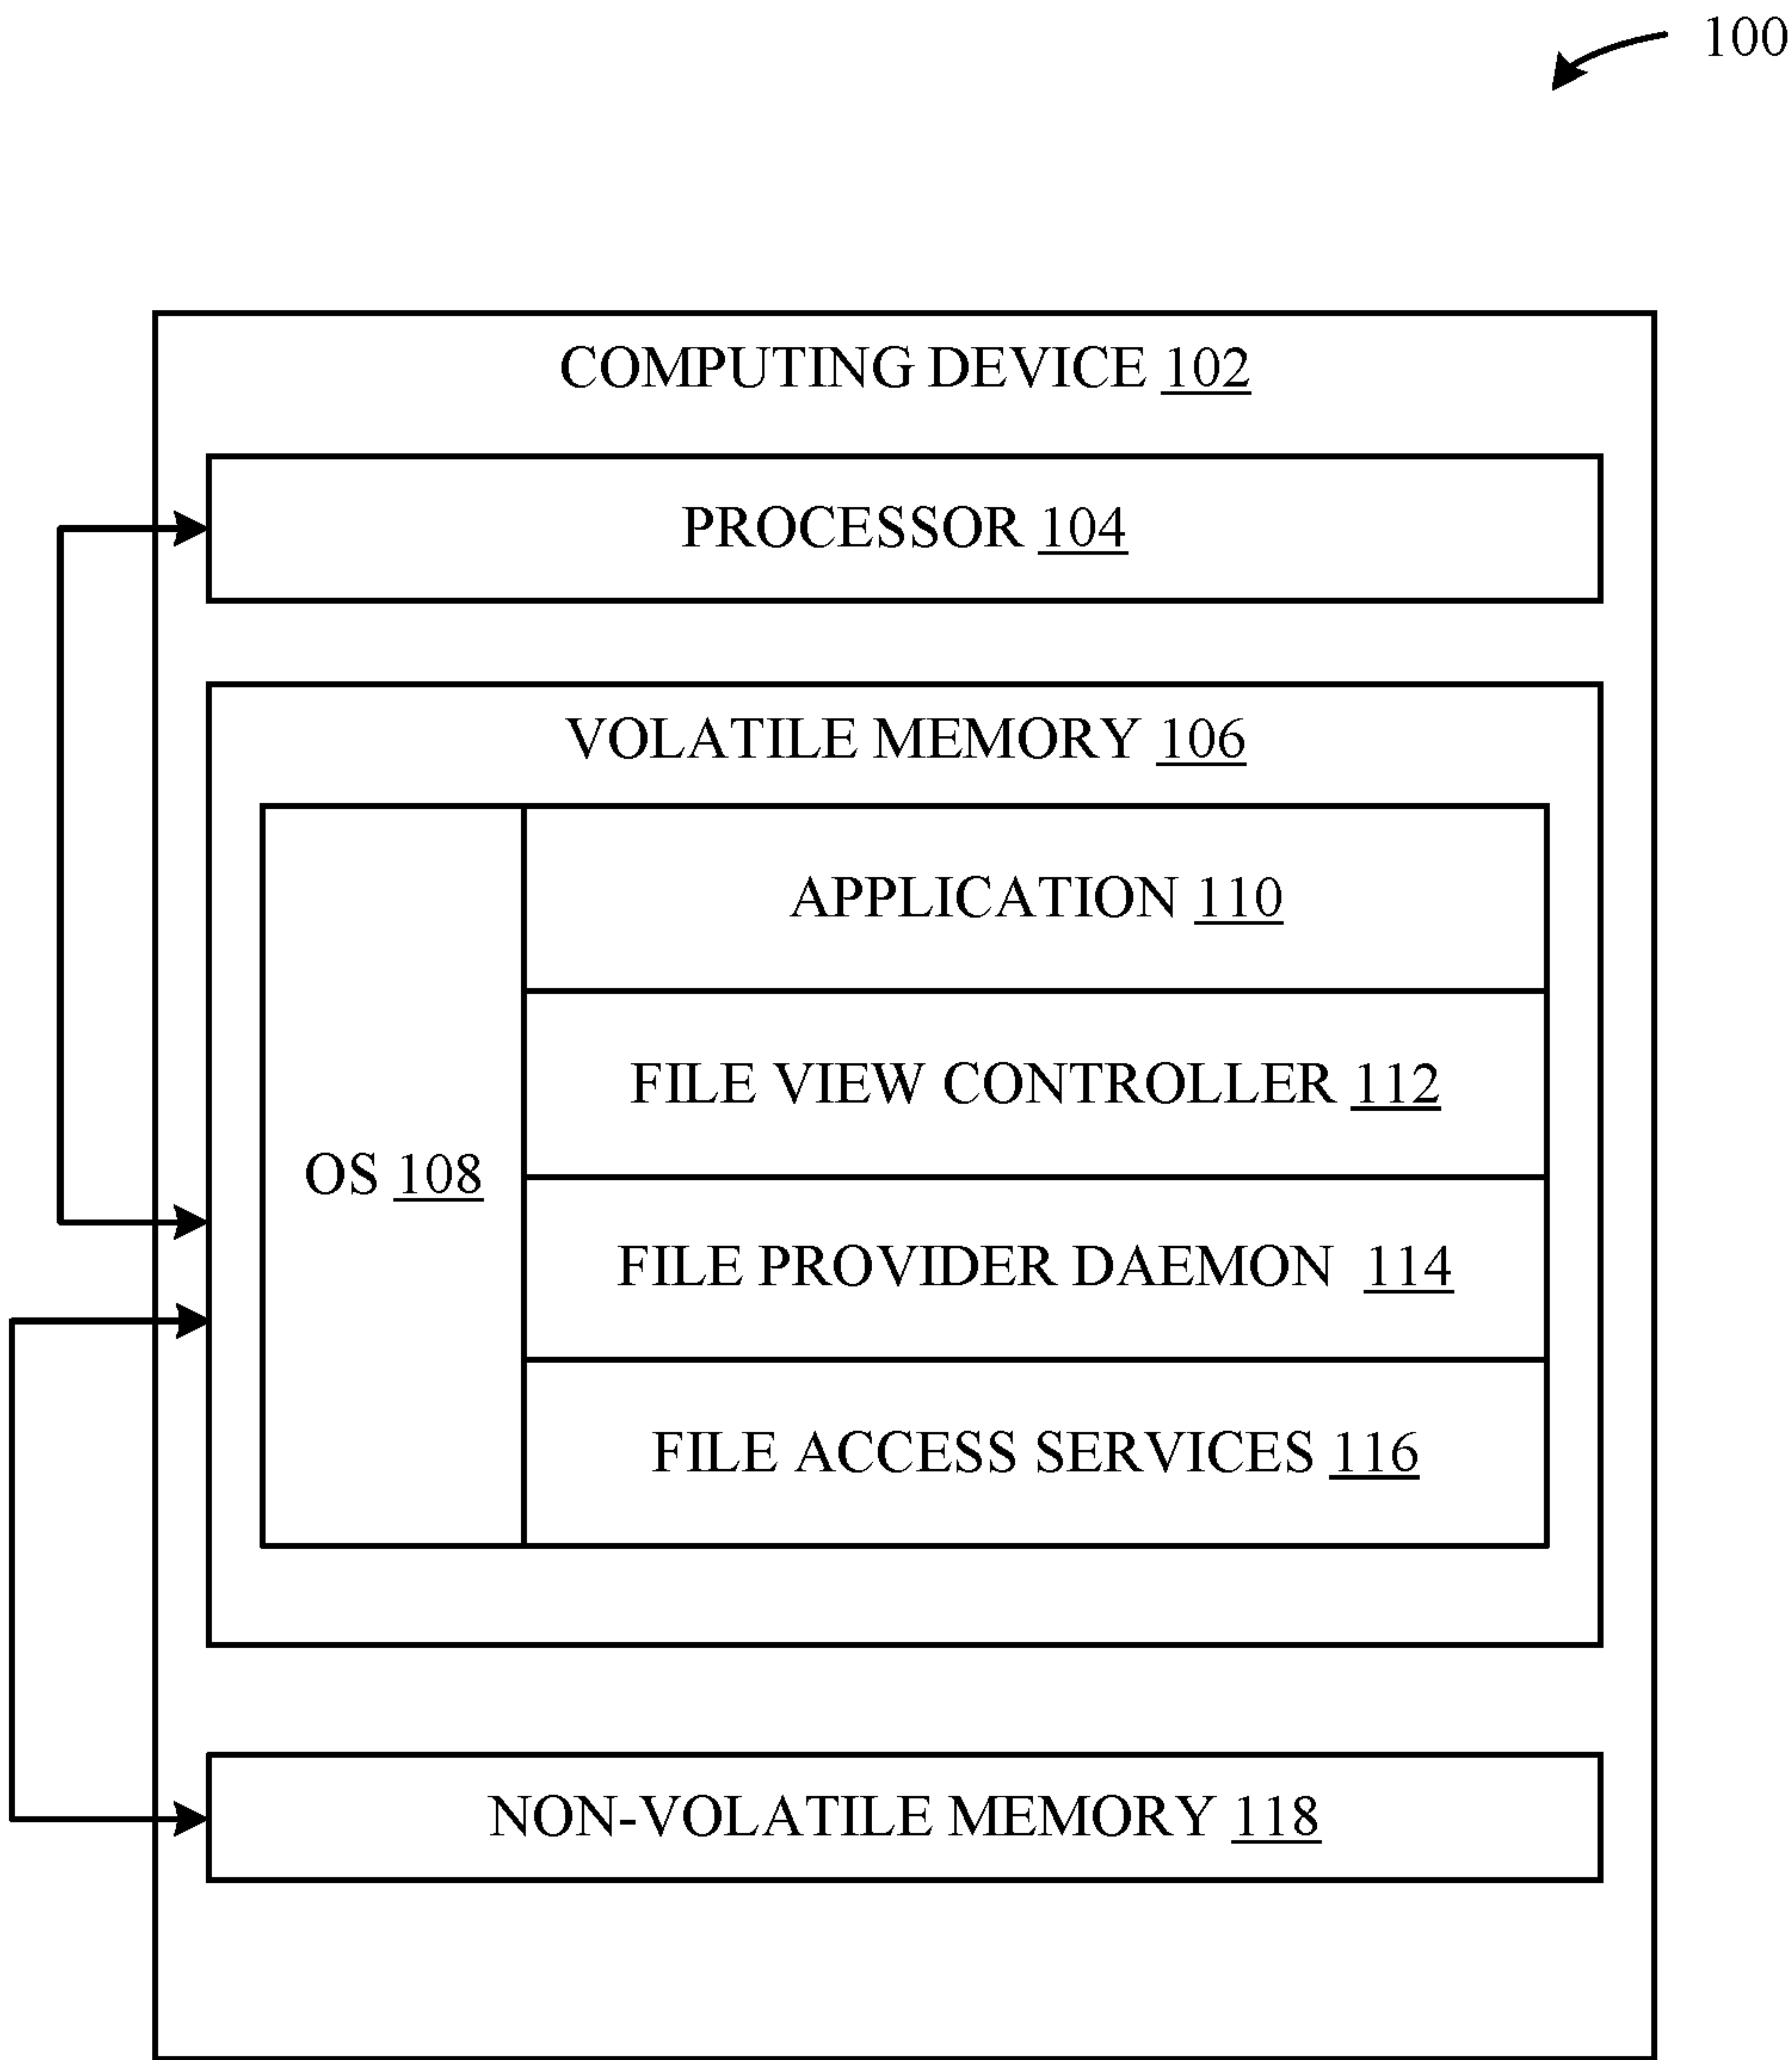 100
COMPUTING DEVICE 102
PROCESSOR 104
VOLATILE MEMORY 106
OS 108
APPLICATION 110
FILE VIEW CONTROLLER 112
FILE PROVIDER DAEMON 114
FILE ACCESS SERVICES 116
NON-VOLATILE MEMORY 118